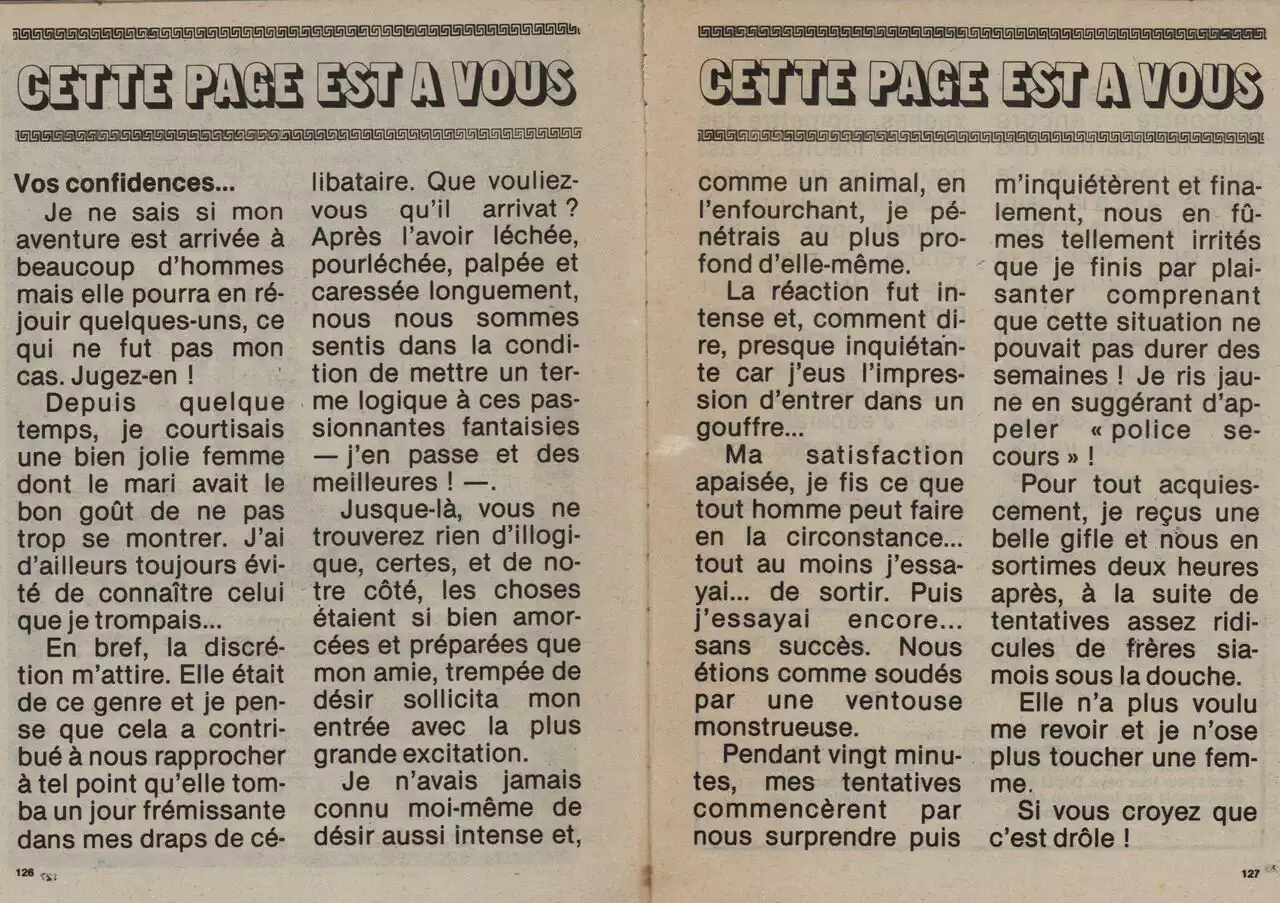 CETTE PAGE EST A VOUS
Vos confidences...
Je ne sais si mon
aventure est arrivée à
beaucoup d'hommes
mais elle pourra en ré-
jouir quelques-uns, ce
qui ne fut pas mon
cas. Jugez-en !
Depuis quelque
temps, je courtisais
une bien jolie femme
dont le mari avait le
bon goût de ne pas
trop se montrer. J'ai
d'ailleurs toujours évi-
té de connaître celui
que je trompais...
En bref, la discré-
tion m'attire. Elle était
de ce genre et je pen-
se que cela a contri-
bué à nous rapprocher
à tel point qu'elle tom-
ba un jour frémissante
dans mes draps de cé-
libataire. Que vouliez-
vous qu'il arrivat ?
Après l'avoir léchée,
pourléchée, palpée et
caressée longuement,
nous nous sommes
sentis dans la condi-
tion de mettre un ter-
me logique à ces pas-
sionnantes fantaisies
— j'en passe et des
meilleures ! —.
Jusque-là, vous ne
trouverez rien d'illogi-
que, certes, et de no-
tre côté, les choses
étaient si bien amor-
cées et préparées que
mon amie, trempée de
désir sollicita mon
entrée avec la plus
grande excitation.
Je n'avais jamais
connu moi-même de
désir aussi intense et,
126
CETTE PAGE EST A VOUS
comme un animal, en
l'enfourchant, je pé-
nétrais au plus pro-
fond d'elle-même.
La réaction fut in-
tense et, comment di-
re, presque inquiétan-
te car j'eus l'impres-
sion d'entrer dans un
gouffre...
Ma satisfaction
apaisée, je fis ce que
tout homme peut faire
en la circonstance...
tout au moins j'essa-
yai... de sortir. Puis
j'essayai encore...
sans succès. Nous
étions comme soudés
par une ventouse
monstrueuse.
Pendant vingt minu-
tes, mes tentatives
commencèrent par
nous surprendre puis
m'inquiétèrent et fina-
lement, nous en fû-
mes tellement irrités
que je finis par plai-
santer comprenant
que cette situation ne
pouvait pas durer des
semaines ! Je ris jau-
ne en suggérant d'ap-
peler « police se-
cours » !
Pour tout acquies-
cement, je reçus une
belle gifle et nous en
sortimes deux heures
après, à la suite de
tentatives assez ridi-
cules de frères sia-
mois sous la douche.
Elle n'a plus voulu
me revoir et je n'ose
plus toucher une fem-
me.
Si vous croyez que
c'est drôle !
127